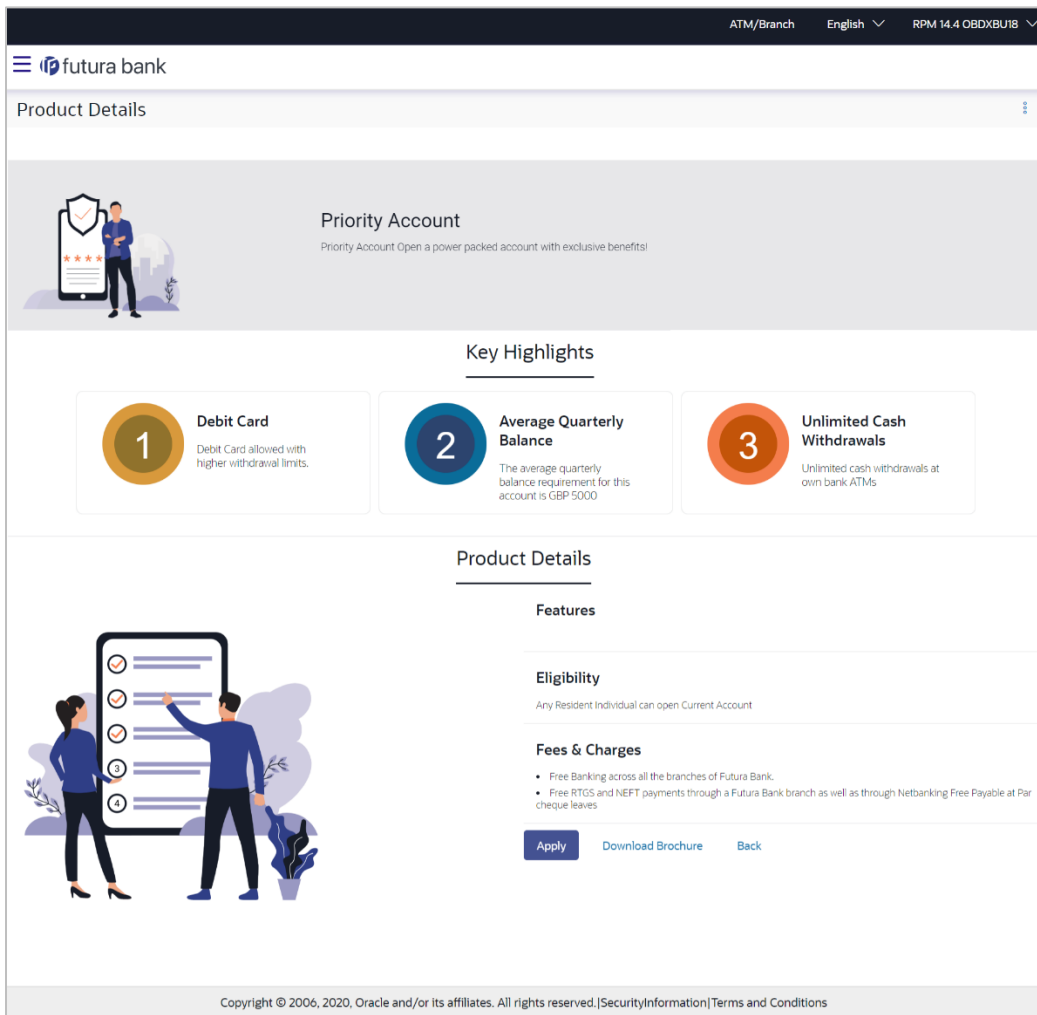 ATM/Branch English RPM 14.4 OBDXBU18
futura bank
Product Details
Priority Account
Priority Account Open a power packed account with exclusive benefits!
* * * *
Key Highlights
1
Debit Card
Debit Card allowed with
higher withdrawal limits.
2
Average Quarterly
Balance
The average quarterly
balance requirement for this
account is GBP 5000
3
Unlimited Cash
Withdrawals
Unlimited cash withdrawals at
own bank ATMs
Product Details
3
4
Features
Eligibility
Any Resident Individual can open Current Account
Fees & Charges
• Free Banking across all the branches of Futura Bank.
• Free RTGS and NEFT payments through a Futura Bank branch as well as through Netbanking Free Payable at Par
cheque leaves
Apply Download Brochure Back
Copyright © 2006, 2020, Oracle and/or its affiliates. All rights reserved.|SecurityInformation|Terms and Conditions